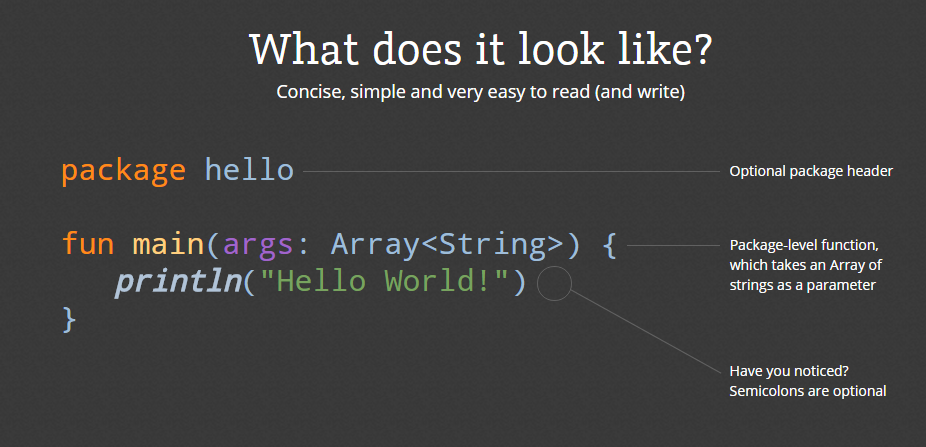 What does it look like?
Concise, simple and very easy to read (and write)
package hello
Optional package header
fun main(args: Array<String>) {
println("Hello World!")
}
Package-level function,
which takes an Array of
strings as a parameter
Have you noticed?
Semicolons are optional